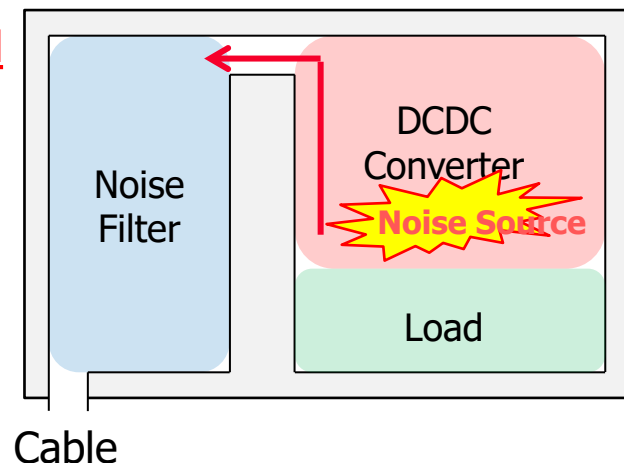 Noise
Filter
DCDC
Converter
Noise Source
Load
Cable